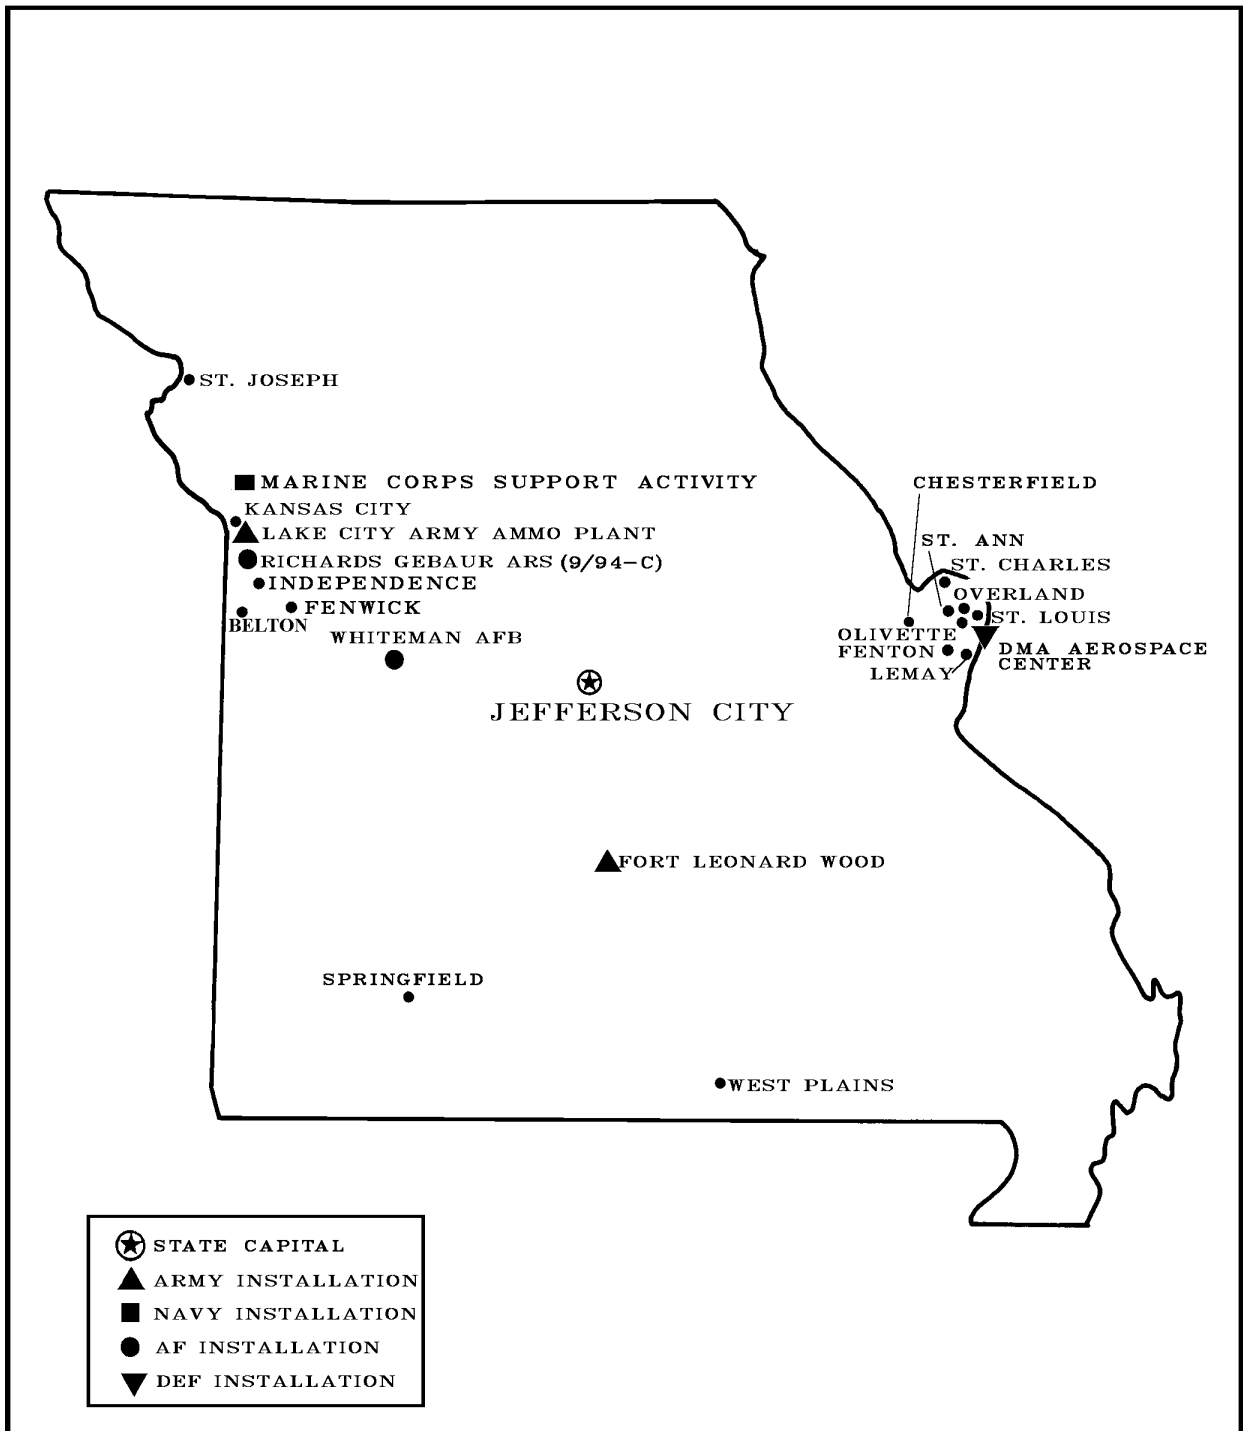 ST. JOSEPH
MARINE CORPS SUPPORT ACTIVITY
KANSAS CITY
LAKE CITY ARMY AMMO PLANT
RICHARDS GEBAUR ARS (9/94-C)
INDEPENDENCE
FENWICK
BELTON
WHITEMAN AFB
CHESTERFIELD
ST. ANN
ST. CHARLES
OVERLAND
ST. LOUIS
OLIVETTE
FENTON
LEMAY
DMA AEROSPACE
CENTER
JEFFERSON CITY
FORT LEONARD WOOD
SPRINGFIELD
WEST PLAINS
STATE CAPITAL
ARMY INSTALLATION
NAVY INSTALLATION
AF INSTALLATION
DEF INSTALLATION